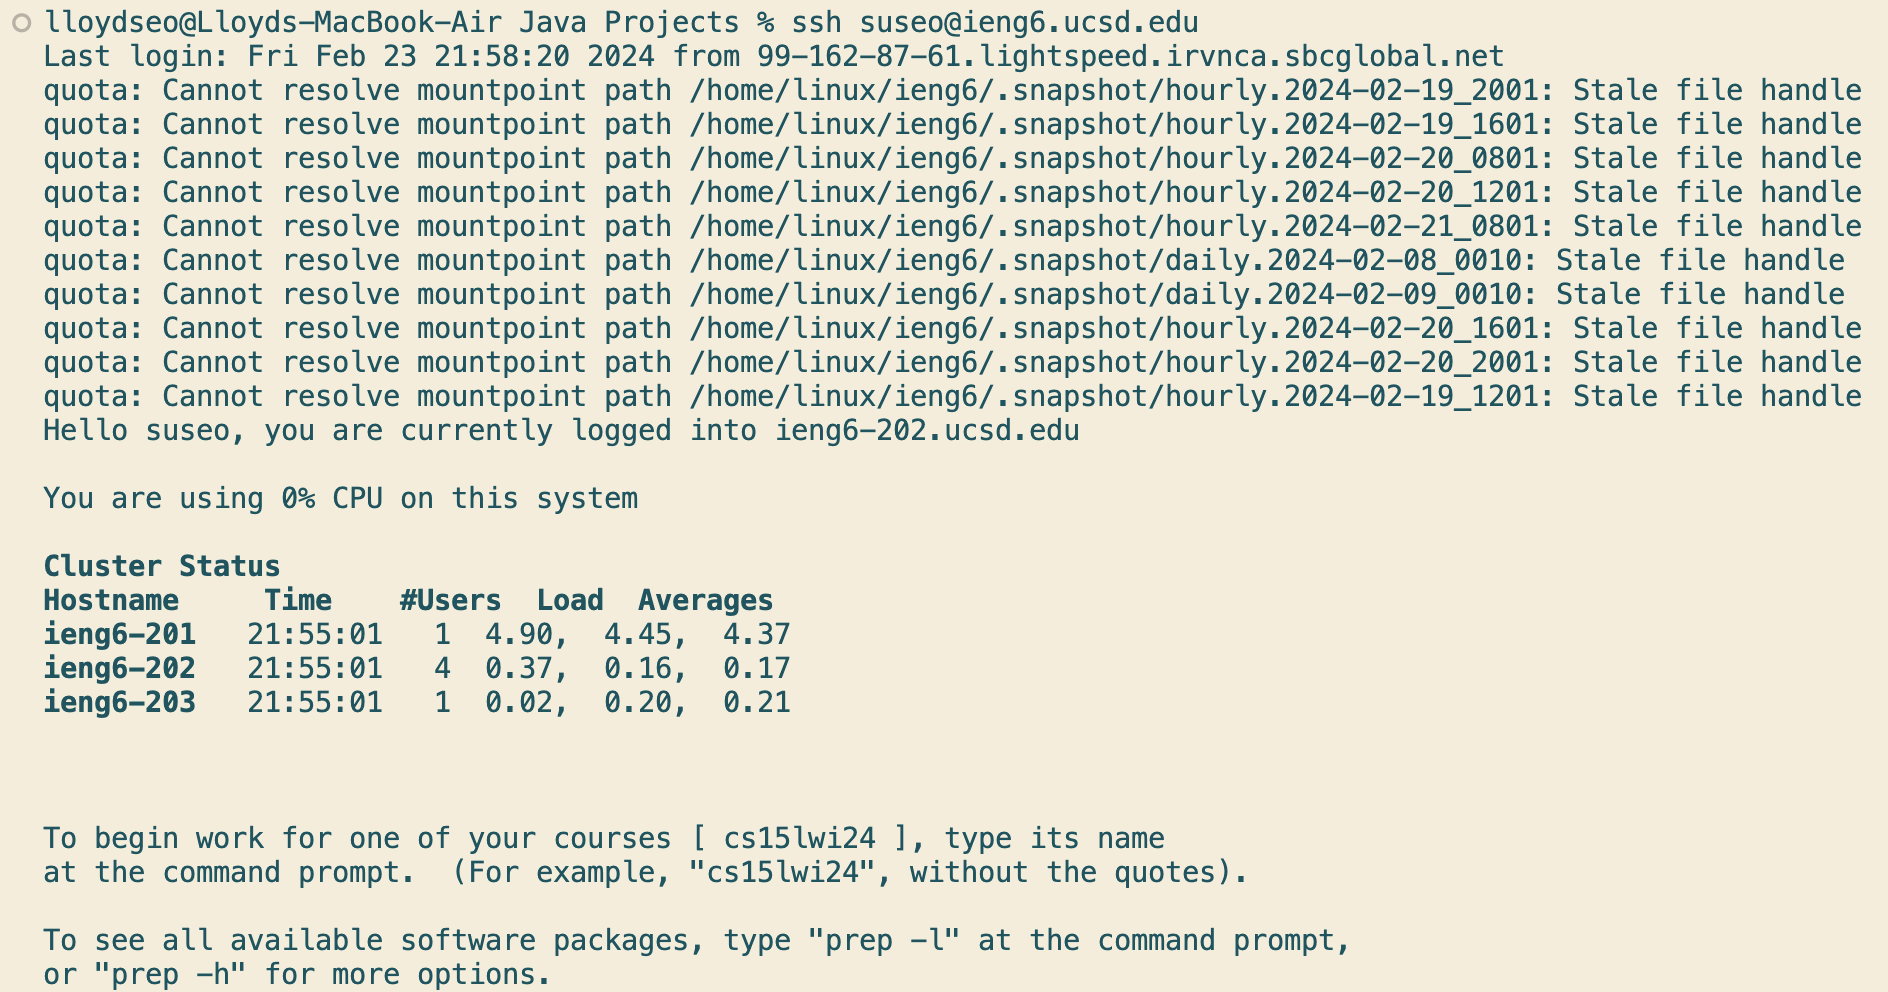 lloydseo@Lloyds-MacBook-Air Java Projects % ssh suseo@ieng6.ucsd.edu
Last login: Fri Feb 23 21:58:20 2024 from 99-162-87-61.lightspeed.irvnca.sbcglobal.net
quota: Cannot resolve mountpoint path /home/linux/ieng6/.snapshot/hourly.2024-02-19_2001: Stale file handle
quota: Cannot resolve mountpoint path /home/linux/ieng6/.snapshot/hourly.2024-02-19_1601: Stale file handle
quota: Cannot resolve mountpoint path /home/linux/ieng6/.snapshot/hourly.2024-02-20_0801: Stale file handle
quota: Cannot resolve mountpoint path /home/linux/ieng6/.snapshot/hourly.2024-02-20_1201: Stale file handle
quota: Cannot resolve mountpoint path /home/linux/ieng6/.snapshot/hourly.2024-02-21_0801: Stale file handle
quota: Cannot resolve mountpoint path /home/linux/ieng6/.snapshot/daily.2024-02-08_0010: Stale file handle
quota: Cannot resolve mountpoint path /home/linux/ieng6/.snapshot/daily.2024-02-09_0010: Stale file handle
quota: Cannot resolve mountpoint path /home/linux/ieng6/.snapshot/hourly.2024-02-20_1601: Stale file handle
quota: Cannot resolve mountpoint path /home/linux/ieng6/.snapshot/hourly.2024-02-20_2001: Stale file handle
quota: Cannot resolve mountpoint path /home/linux/ieng6/.snapshot/hourly.2024-02-19_1201: Stale file handle
Hello suseo, you are currently logged into ieng6-202.ucsd.edu
You are using 0% CPU on this system
Cluster Status
Hostname     Time    #Users  Load  Averages
ieng6-201   21:55:01   1  4.90,  4.45,  4.37
ieng6-202   21:55:01   4  0.37,  0.16,  0.17
ieng6-203   21:55:01   1  0.02,  0.20,  0.21
To begin work for one of your courses [ cs15lwi24 ], type its name
at the command prompt.  (For example, "cs15lwi24", without the quotes).
To see all available software packages, type "prep -l" at the command prompt,
or "prep -h" for more options.